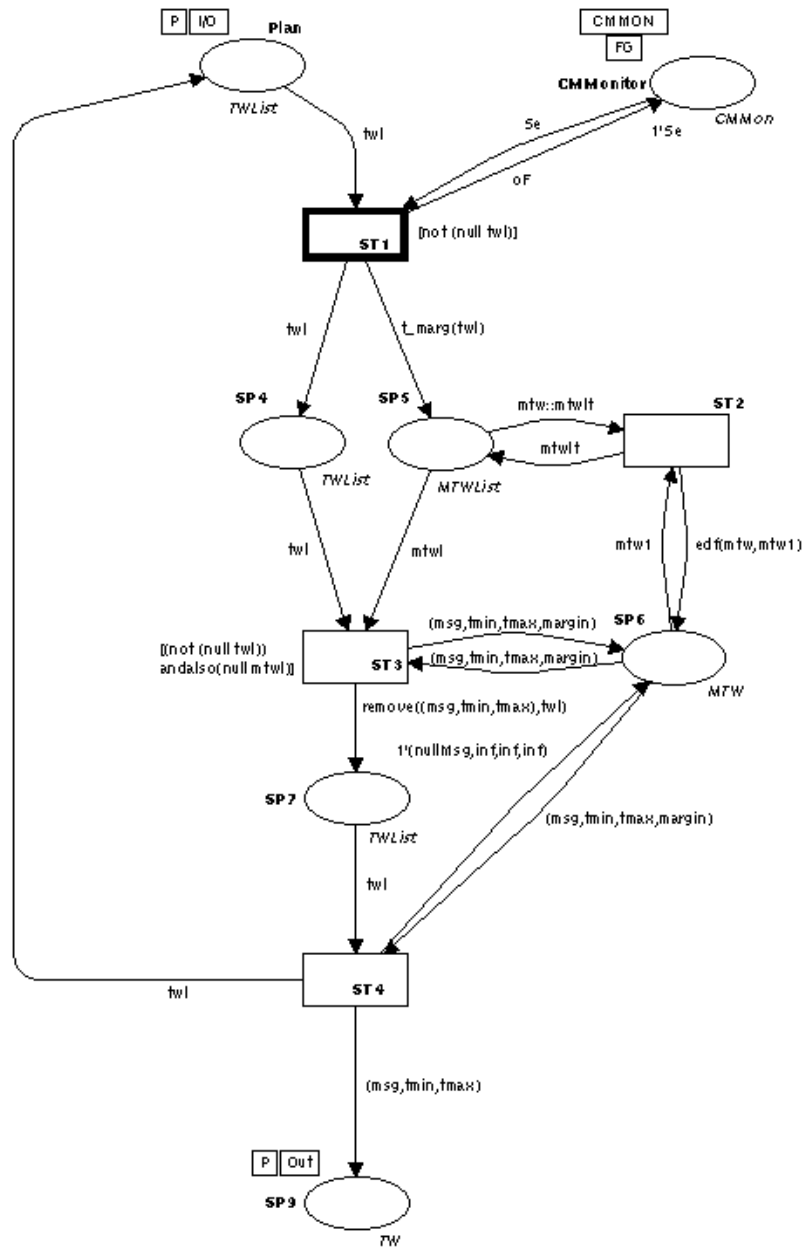 P I/O
Plan
TWList
CMMON
FG
CMMonitor
CMMon
twl
Se
1'Se
oF
[not (null twl)]
ST1
twl
t_marg(twl)
SP4
SP5
ST2
mtw::mtwlt
mtwlt
TWList
MTWList
twl
mtwl
mtw1
edf(mtw,mtw1)
SP6
(msg,tmin,tmax,margin)
[(not (null twl))
andalso(null mtwl)]
ST3
(msg,tmin,tmax,margin)
MTW
remove((msg,tmin,tmax),twl)
1'(nullMsg,inf,inf,inf)
SP7
TWList
(msg,tmin,tmax,margin)
twl
ST4
twl
(msg,tmin,tmax)
P Out
SP9
TW